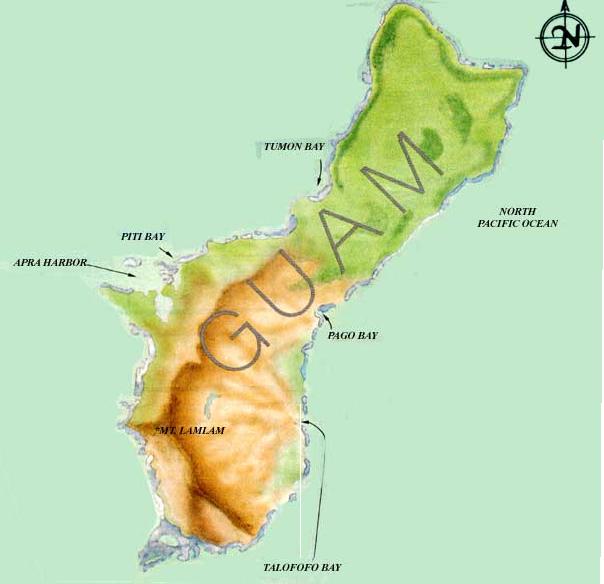 N
TUMON BAY
GUAM
NORTH
PACIFIC OCEAN
PITI BAY
APRA HARBOR
PAGO BAY
*MT. LAMLAM
TALOFOFO BAY